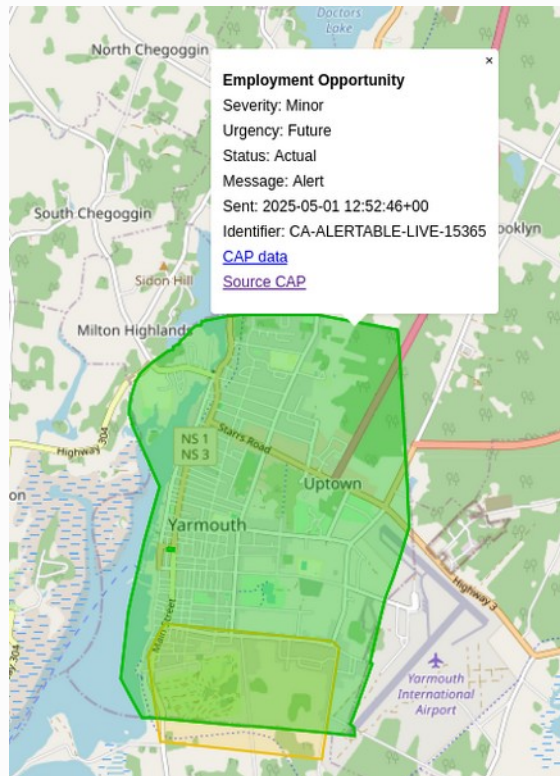 Doctors
Lake
North Chegoggin
×
Employment Opportunity
Severity: Minor
Urgency: Future
Status: Actual
Message: Alert
Sent: 2025-05-01 12:52:46+00
Identifier: CA-ALERTABLE-LIVE-15365
CAP data
Source CAP
South Chegoggin
ooklyn
Sidon Hill
Milton Highlands
Highway 304
NS 1
NS 3
Starrs Road
Uptown
on
Yarmouth
Highway 3
Main Street
304
Yarmouth
International
Airport